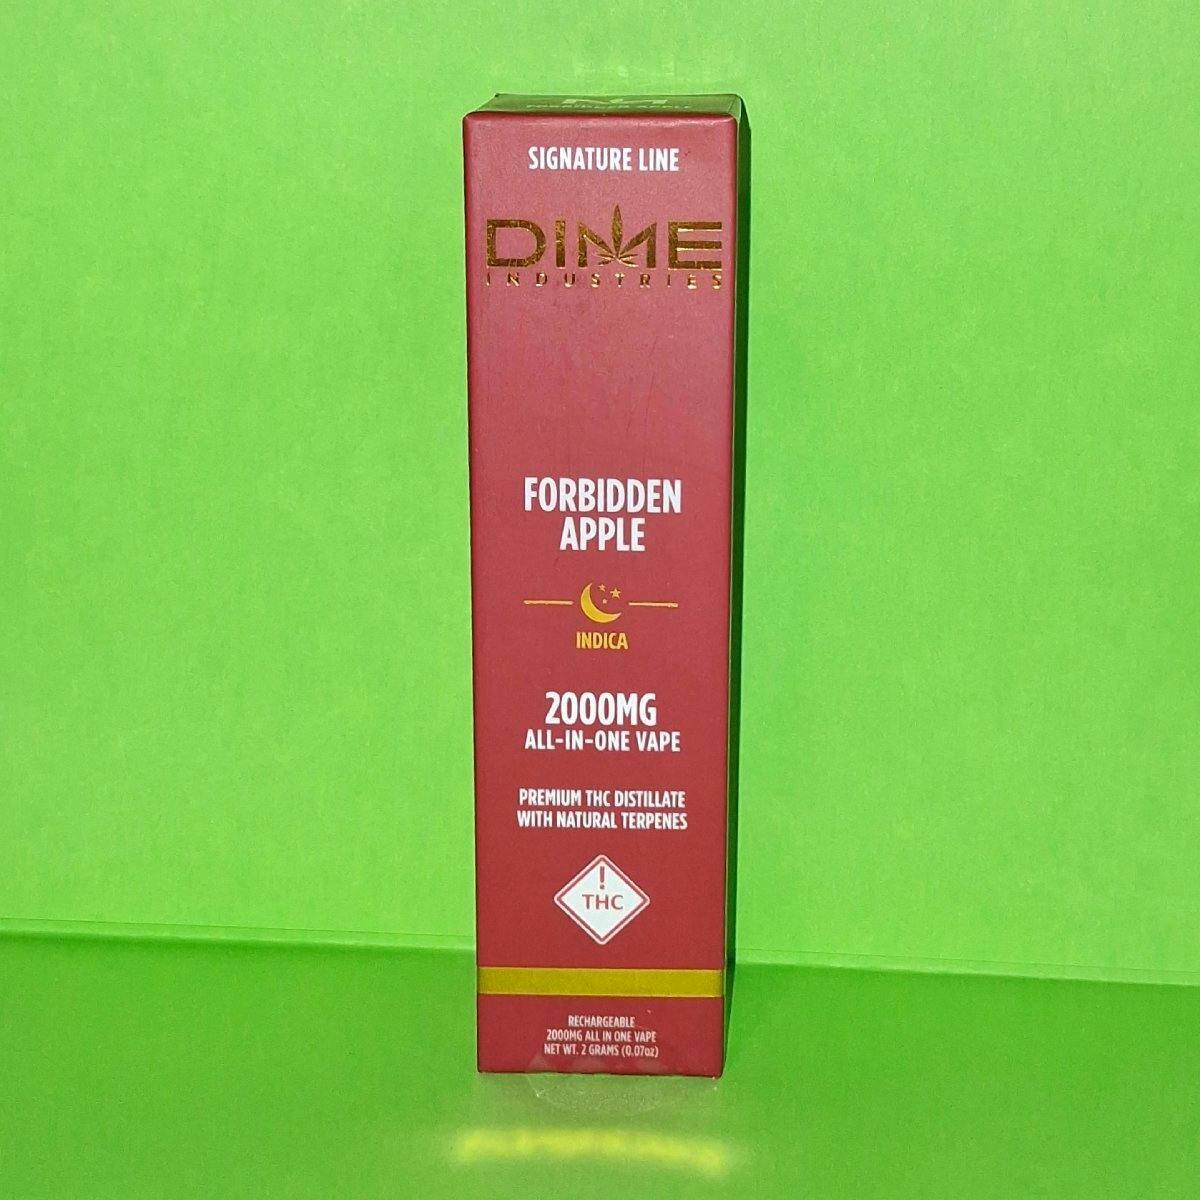 SIGNATURE LINE
DIME
INDUSTRIES
FORBIDDEN
APPLE
INDICA
2000MG
ALL-IN-ONE VAPE
PREMIUM THC DISTILLATE
WITH NATURAL TERPENES
!
THC
RECHARGEABLE
2000MG ALL IN ONE VAPE
NET WT. 2 GRAMS (0.07oz)